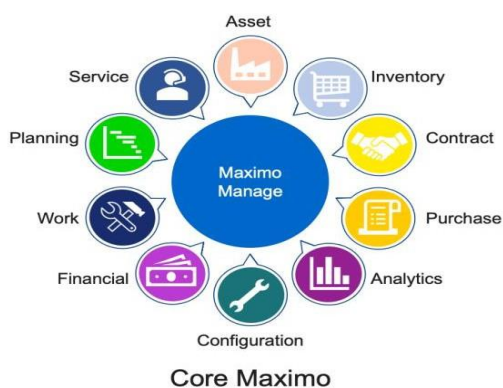 Asset
Service
Inventory
Planning
Contract
Maximo
Manage
Work
Purchase
Financial
Analytics
Configuration
Core Maximo